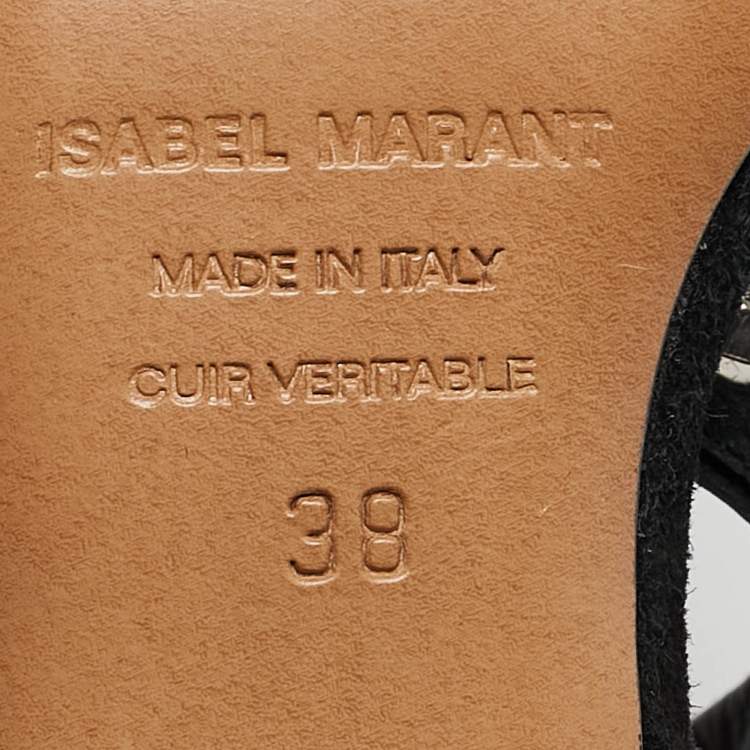 ISABEL MARANT
MADE IN ITALY
CUIR VERITABLE
38